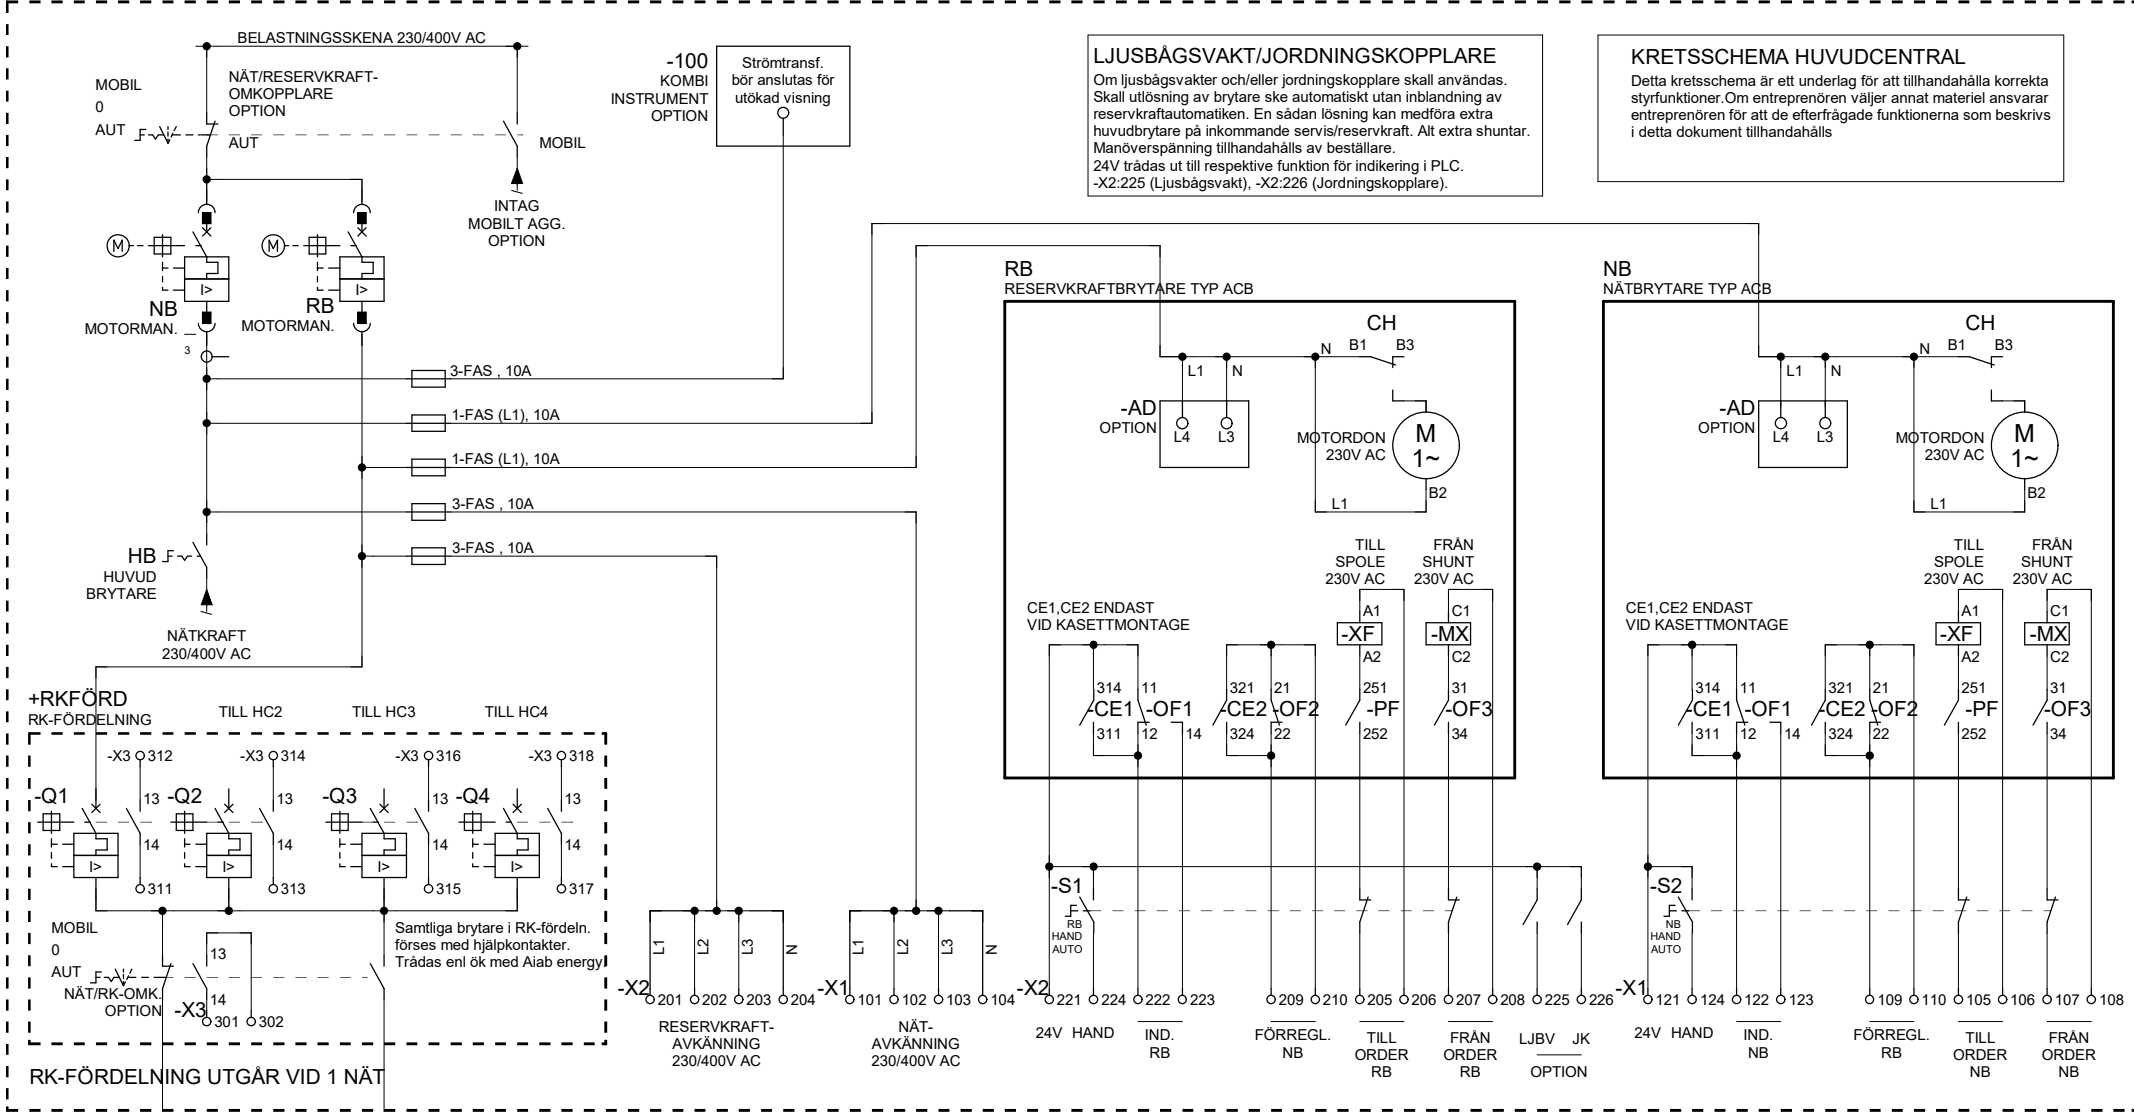 BELASTNINGSSKENA 230/400V AC
MOBIL
0
AUT
NÄT/RESERVKRAFT-
OMKOPPLARE
OPTION
AUT
MOBIL
INTAG
MOBILT AGG.
OPTION
-100
KOMBI
INSTRUMENT
OPTION
Strömtransf.
bör anslutas för
utökad visning
LJUSBÅGSVAKT/JORDNINGSKOPPLARE
Om ljusbågsvakter och/eller jordningskopplare skall användas.
Skall utlösning av brytare ske automatiskt utan inblandning av
reservkraftautomatiken. En sådan lösning kan medföra extra
huvudbrytare på inkommande servis/reservkraft. Alt extra shuntar.
Manöverspänning tillhandahålls av beställare.
24V trådas ut till respektive funktion för indikering i PLC.
-X2:225 (Ljusbågsvakt), -X2:226 (Jordningskopplare).
KRETSSCHEMA HUVUDCENTRAL
Detta kretsschema är ett underlag för att tillhandahålla korrekta
styrfunktioner.Om entreprenören väljer annat materiel ansvarar
entreprenören för att de efterfrågade funktionerna som beskrivs
i detta dokument tillhandahålls
M
I>
NB
MOTORMAN.
3
M
I>
RB
MOTORMAN.
3-FAS , 10A
1-FAS (L1), 10A
1-FAS (L1), 10A
3-FAS , 10A
3-FAS , 10A
HB
HUVUD
BRYTARE
NÄTKRAFT
230/400V AC
RB
RESERVKRAFTBRYTARE TYP ACB
CH
N B1 B3
L1 N
-AD
OPTION
L4 L3
MOTORDON
230V AC
M
1~
B2
L1
TILL
SPOLE
230V AC
FRÅN
SHUNT
230V AC
CE1,CE2 ENDAST
VID KASETTMONTAGE
A1 C1
-XF -MX
A2 C2
314 11 321 21 251 31
-CE1 -OF1 -CE2 -OF2 -PF -OF3
311 12 14 324 22 252 34
NB
NÄTBRYTARE TYP ACB
CH
N B1 B3
L1 N
-AD
OPTION
L4 L3
MOTORDON
230V AC
M
1~
B2
L1
TILL
SPOLE
230V AC
FRÅN
SHUNT
230V AC
CE1,CE2 ENDAST
VID KASETTMONTAGE
A1 C1
-XF -MX
A2 C2
314 11 321 21 251 31
-CE1 -OF1 -CE2 -OF2 -PF -OF3
311 12 14 324 22 252 34
+RKFÖRD
RK-FÖRDELNING
TILL HC2 TILL HC3 TILL HC4
-X3 312 -X3 314 -X3 316 -X3 318
-Q1 13 -Q2 13 -Q3 13 -Q4 13
14 14 14 14
I> I> I> I>
311 313 315 317
MOBIL
0
AUT
NÄT/RK-OMK.
OPTION
13
14
-X3
301 302
Samtliga brytare i RK-fördeln.
förses med hjälpkontakter.
Trådas enl ök med Aiab energy
RK-FÖRDELNING UTGÅR VID 1 NÄT
L1 L2 L3 N
-X2 201 202 203 204
RESERVKRAFT-
AVKÄNNING
230/400V AC
L1 L2 L3 N
-X1 101 102 103 104
NÄT-
AVKÄNNING
230/400V AC
-S1
RB
HAND
AUTO
-X2 221 224 222 223 209 210 205 206 207 208 225 226
24V HAND
IND.
RB
FÖRREGL.
NB
TILL
ORDER
RB
FRÅN
ORDER
RB
LJBV JK
OPTION
-S2
NB
HAND
AUTO
-X1 121 124 122 123 109 110 105 106 107 108
24V HAND
IND.
NB
FÖRREGL.
RB
TILL
ORDER
NB
FRÅN
ORDER
NB